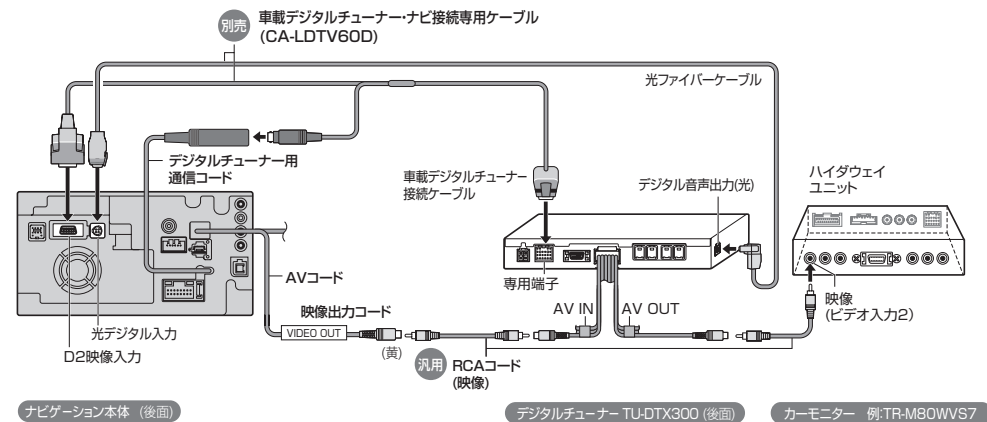 別売
車載デジタルチューナー・ナビ接続専用ケーブル
(CA-LDTV60D)
光ファイバーケーブル
デジタルチューナー用
通信コード
車載デジタルチューナー
接続ケーブル
デジタル音声出力(光)
ハイダウェイ
ユニット
専用端子
AVコード
AV IN
AV OUT
映像
(ビデオ入力2)
映像出力コード
VIDEO OUT
(黄)
光デジタル入力
D2映像入力
汎用
RCAコード
(映像)
ナビゲーション本体 (後面)
デジタルチューナー TU-DTX300 (後面)
カーモニター 例:TR-M80WVS7